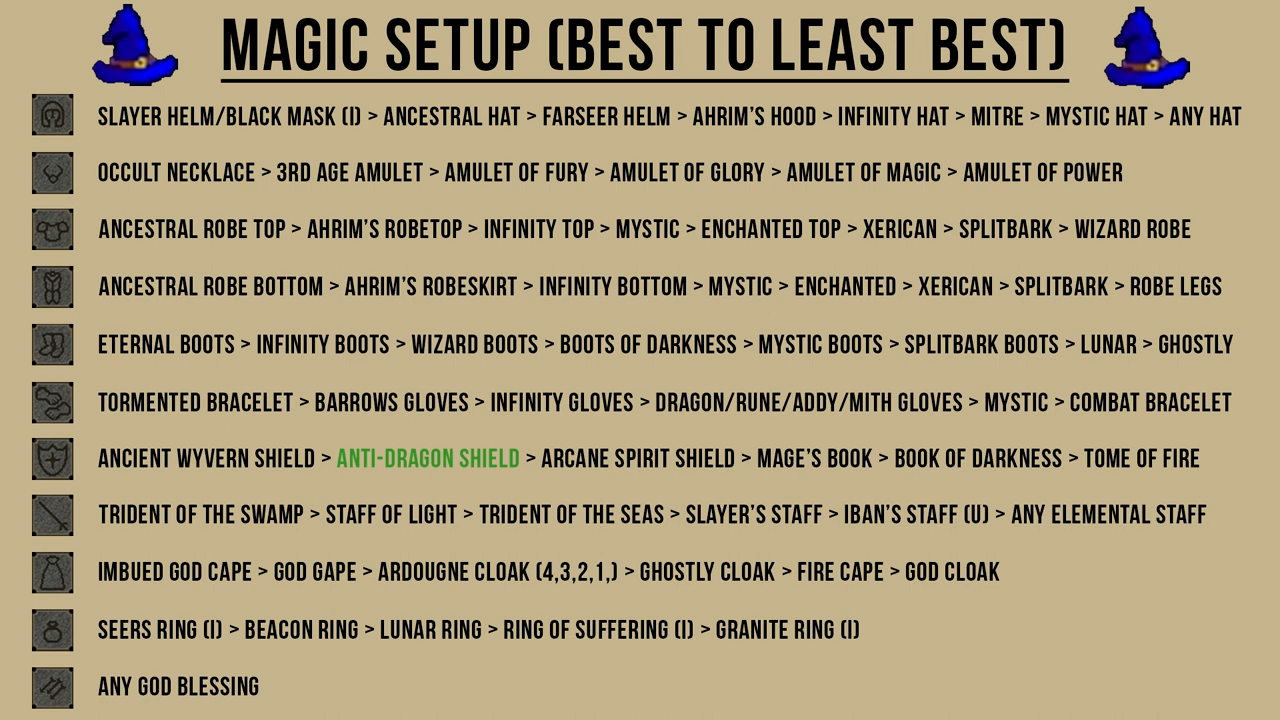 MAGIC SETUP (BEST TO LEAST BEST)
SLAYER HELM/BLACK MASK (I) > ANCESTRAL HAT > FARSEER HELM > AHRIM'S HOOD > INFINITY HAT > MITRE > MYSTIC HAT > ANY HAT
OCCULT NECKLACE > 3RD AGE AMULET > AMULET OF FURY > AMULET OF GLORY > AMULET OF MAGIC > AMULET OF POWER
ANCESTRAL ROBE TOP > AHRIM'S ROBETOP > INFINITY TOP > MYSTIC > ENCHANTED TOP > XERICAN > SPLITBARK > WIZARD ROBE
ANCESTRAL ROBE BOTTOM > AHRIM'S ROBESKIRT > INFINITY BOTTOM > MYSTIC > ENCHANTED > XERICAN > SPLITBARK > ROBE LEGS
ETERNAL BOOTS > INFINITY BOOTS > WIZARD BOOTS > BOOTS OF DARKNESS > MYSTIC BOOTS > SPLITBARK BOOTS > LUNAR > GHOSTLY
TORMENTED BRACELET > BARROWS GLOVES > INFINITY GLOVES > DRAGON/RUNE/ADDY/MITH GLOVES > MYSTIC > COMBAT BRACELET
ANCIENT WYVERN SHIELD > ANTI-DRAGON SHIELD > ARCANE SPIRIT SHIELD > MAGE'S BOOK > BOOK OF DARKNESS > TOME OF FIRE
TRIDENT OF THE SWAMP > STAFF OF LIGHT > TRIDENT OF THE SEAS > SLAYER'S STAFF > IBAN'S STAFF (U) > ANY ELEMENTAL STAFF
IMBUED GOD CAPE > GOD GAPE > ARDOUGNE CLOAK (4,3,2,1,) > GHOSTLY CLOAK > FIRE CAPE > GOD CLOAK
SEERS RING (I) > BEACON RING > LUNAR RING > RING OF SUFFERING (I) > GRANITE RING (I)
ANY GOD BLESSING